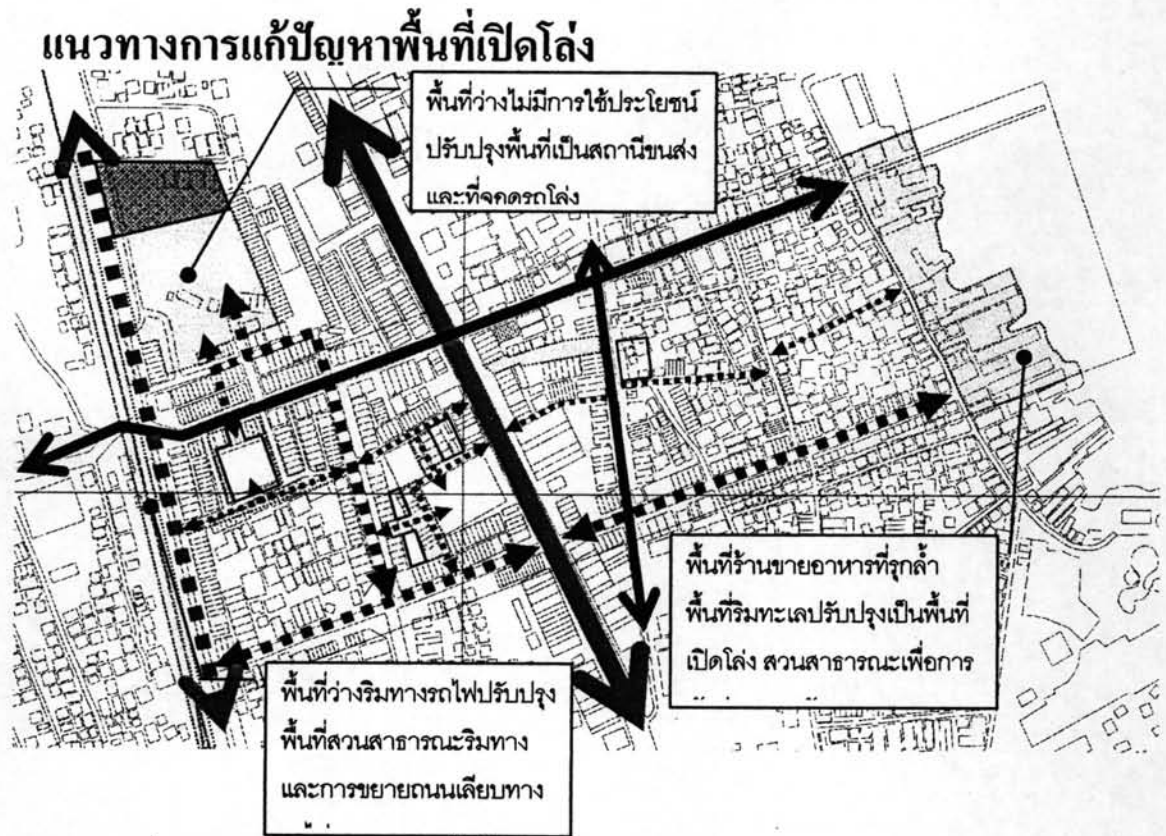 แนวทางการแก้ปัญหาพื้นที่เปิดโล่ง
พื้นที่ว่างไม่มีการใช้ประโยชน์
ปรับปรุงพื้นที่เป็นสถานีขนส่ง
และที่จอดรถโล่ง
พื้นที่ร้านขายอาหารที่รุกล้ำ
พื้นที่ริมทะเลปรับปรุงเป็นพื้นที่
เปิดโล่ง สวนสาธารณะเพื่อการ
พื้นที่ว่างริมทางรถไฟปรับปรุง
พื้นที่สวนสาธารณะริมทาง
และการขยายถนนเลียบทาง